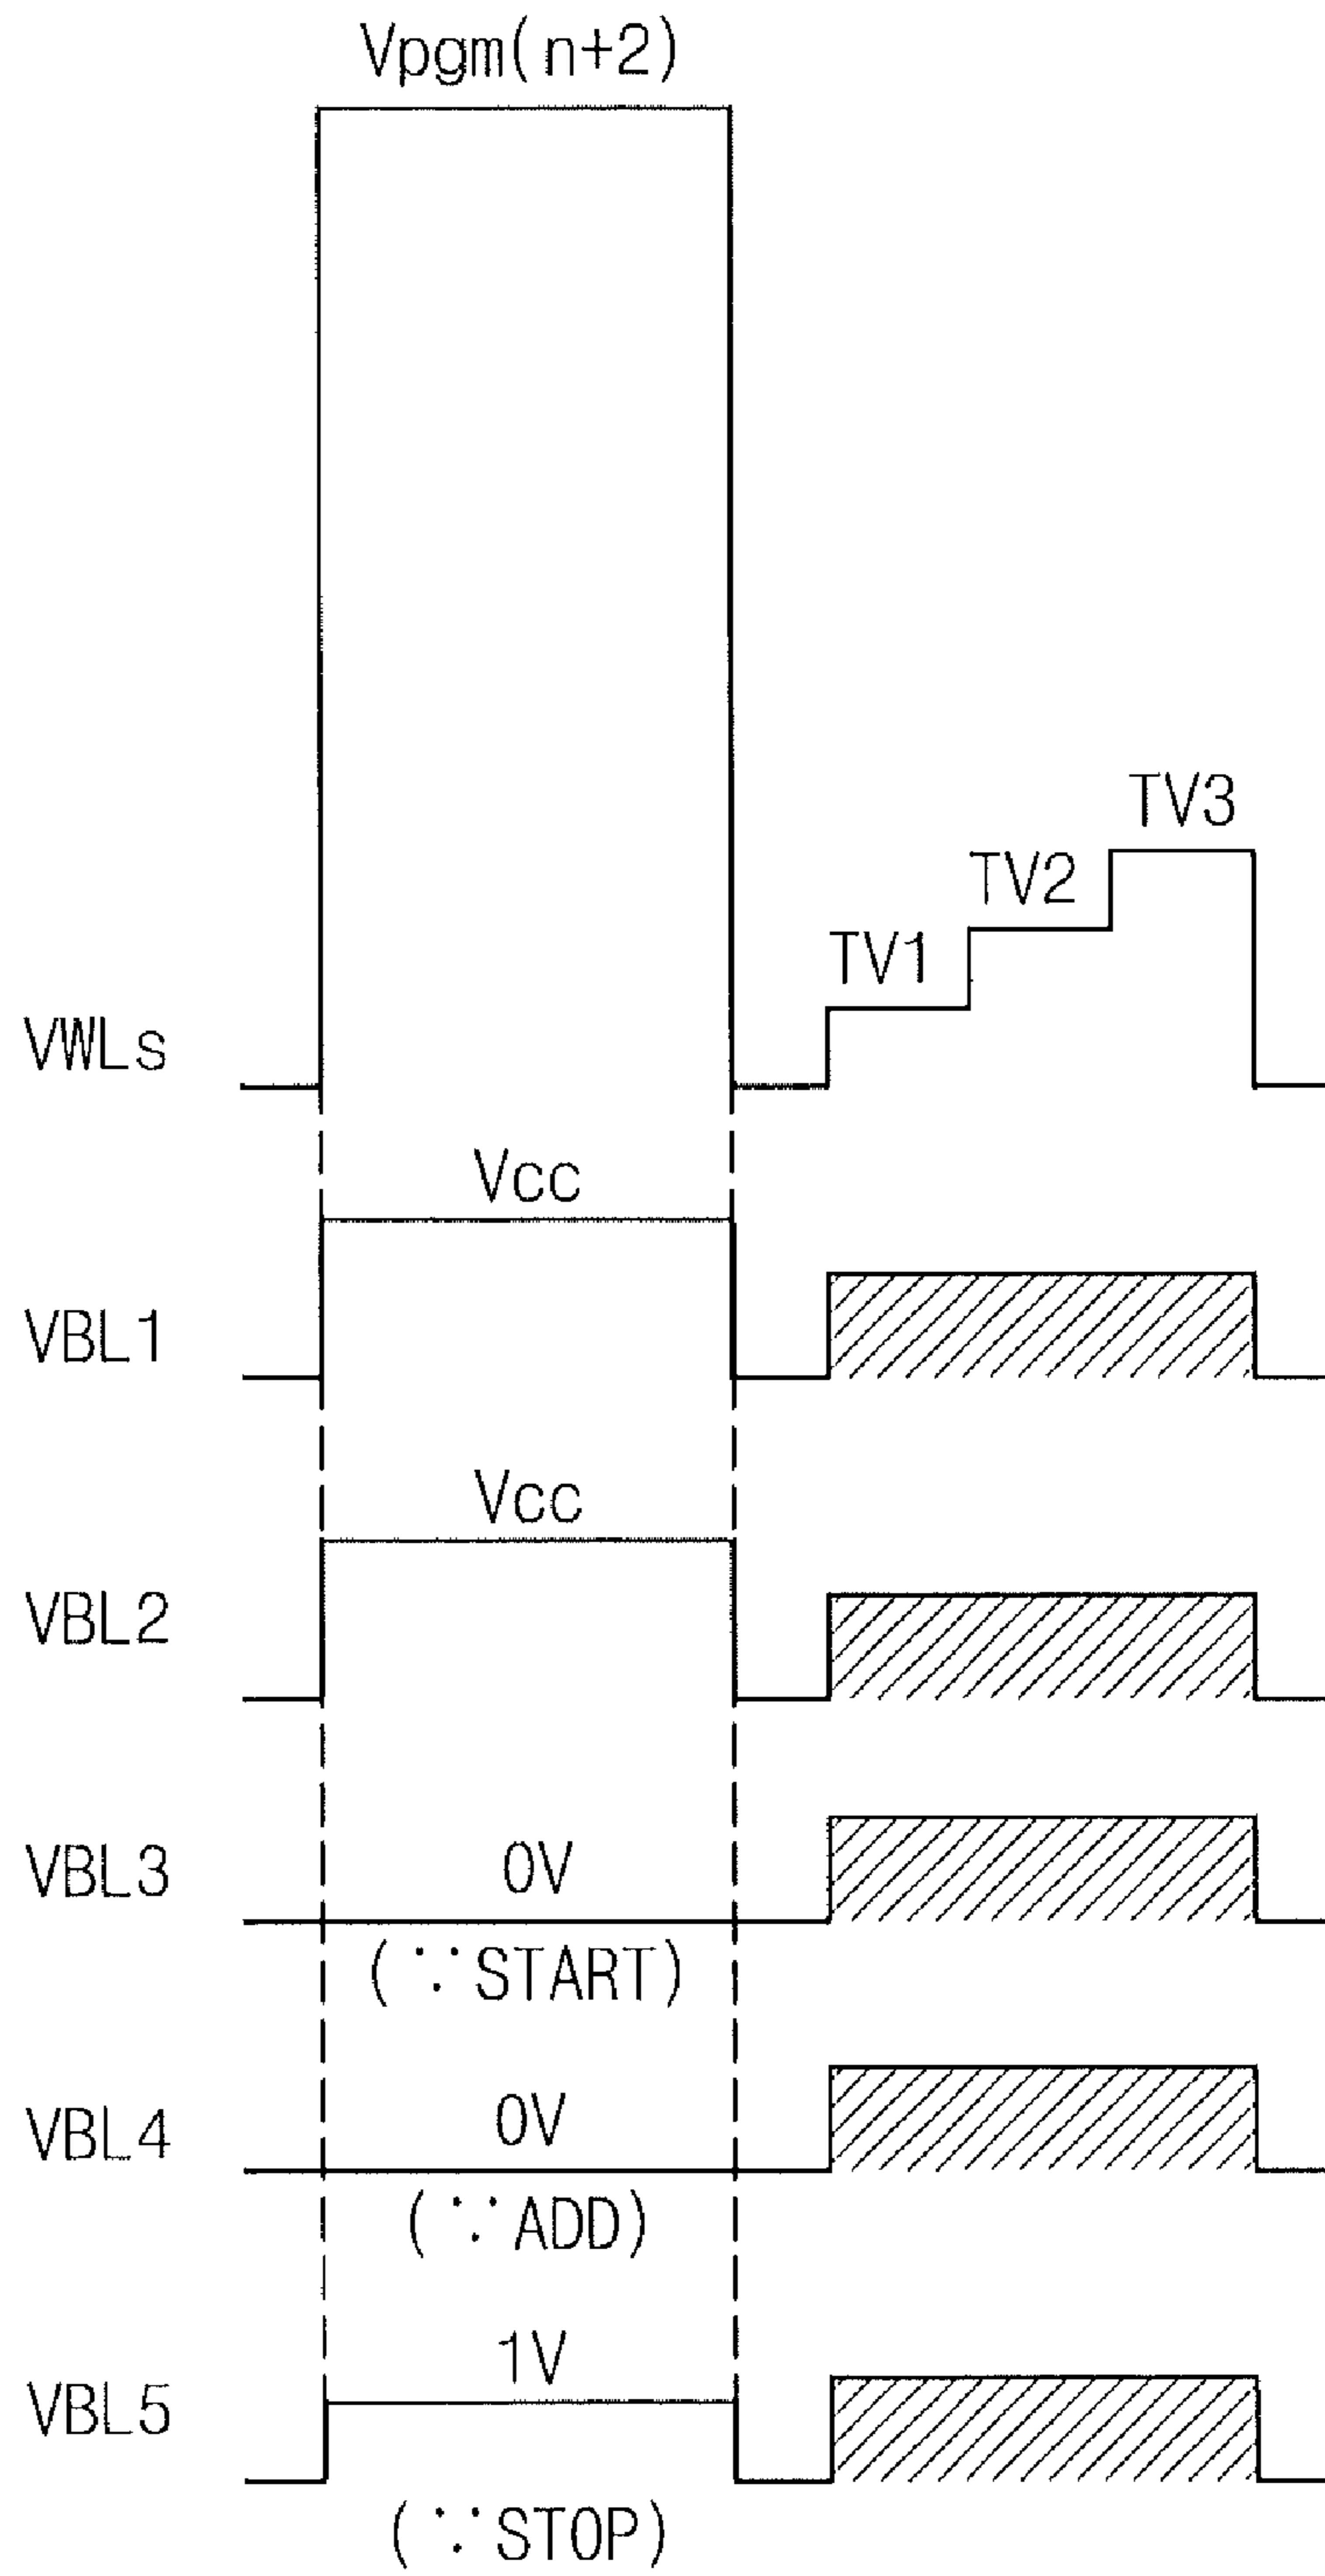 Vpgm(n+2)
TV3
TV2
TV1
VWLs
Vcc
VBL1
Vcc
VBL2
0V
VBL3
(∵START)
0V
VBL4
(∵ADD)
1V
VBL5
(∵STOP)